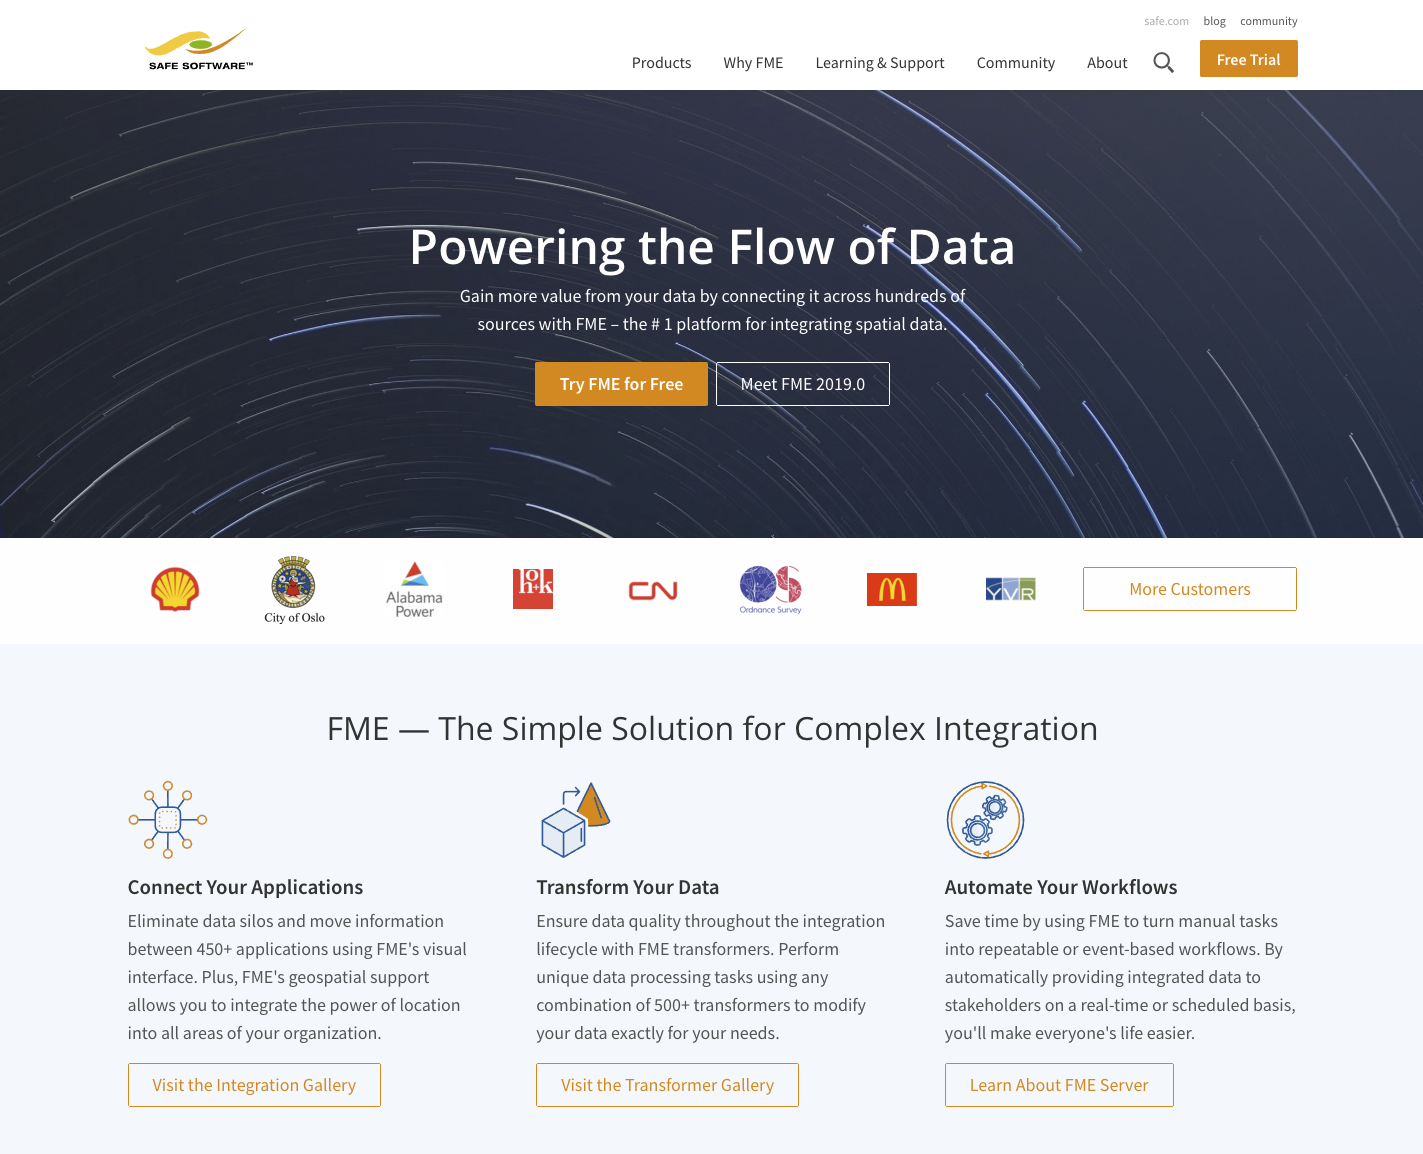 safe.com blog community
SAFE SOFTWARE™
Products Why FME Learning & Support Community About Free Trial
Powering the Flow of Data
Gain more value from your data by connecting it across hundreds of
sources with FME – the # 1 platform for integrating spatial data.
Try FME for Free Meet FME 2019.0
City of Oslo
Alabama
Power
h+k
CN
Ordnance Survey
YVR
More Customers
FME — The Simple Solution for Complex Integration
Connect Your Applications
Eliminate data silos and move information
between 450+ applications using FME's visual
interface. Plus, FME's geospatial support
allows you to integrate the power of location
into all areas of your organization.
Visit the Integration Gallery
Transform Your Data
Ensure data quality throughout the integration
lifecycle with FME transformers. Perform
unique data processing tasks using any
combination of 500+ transformers to modify
your data exactly for your needs.
Visit the Transformer Gallery
Automate Your Workflows
Save time by using FME to turn manual tasks
into repeatable or event-based workflows. By
automatically providing integrated data to
stakeholders on a real-time or scheduled basis,
you'll make everyone's life easier.
Learn About FME Server